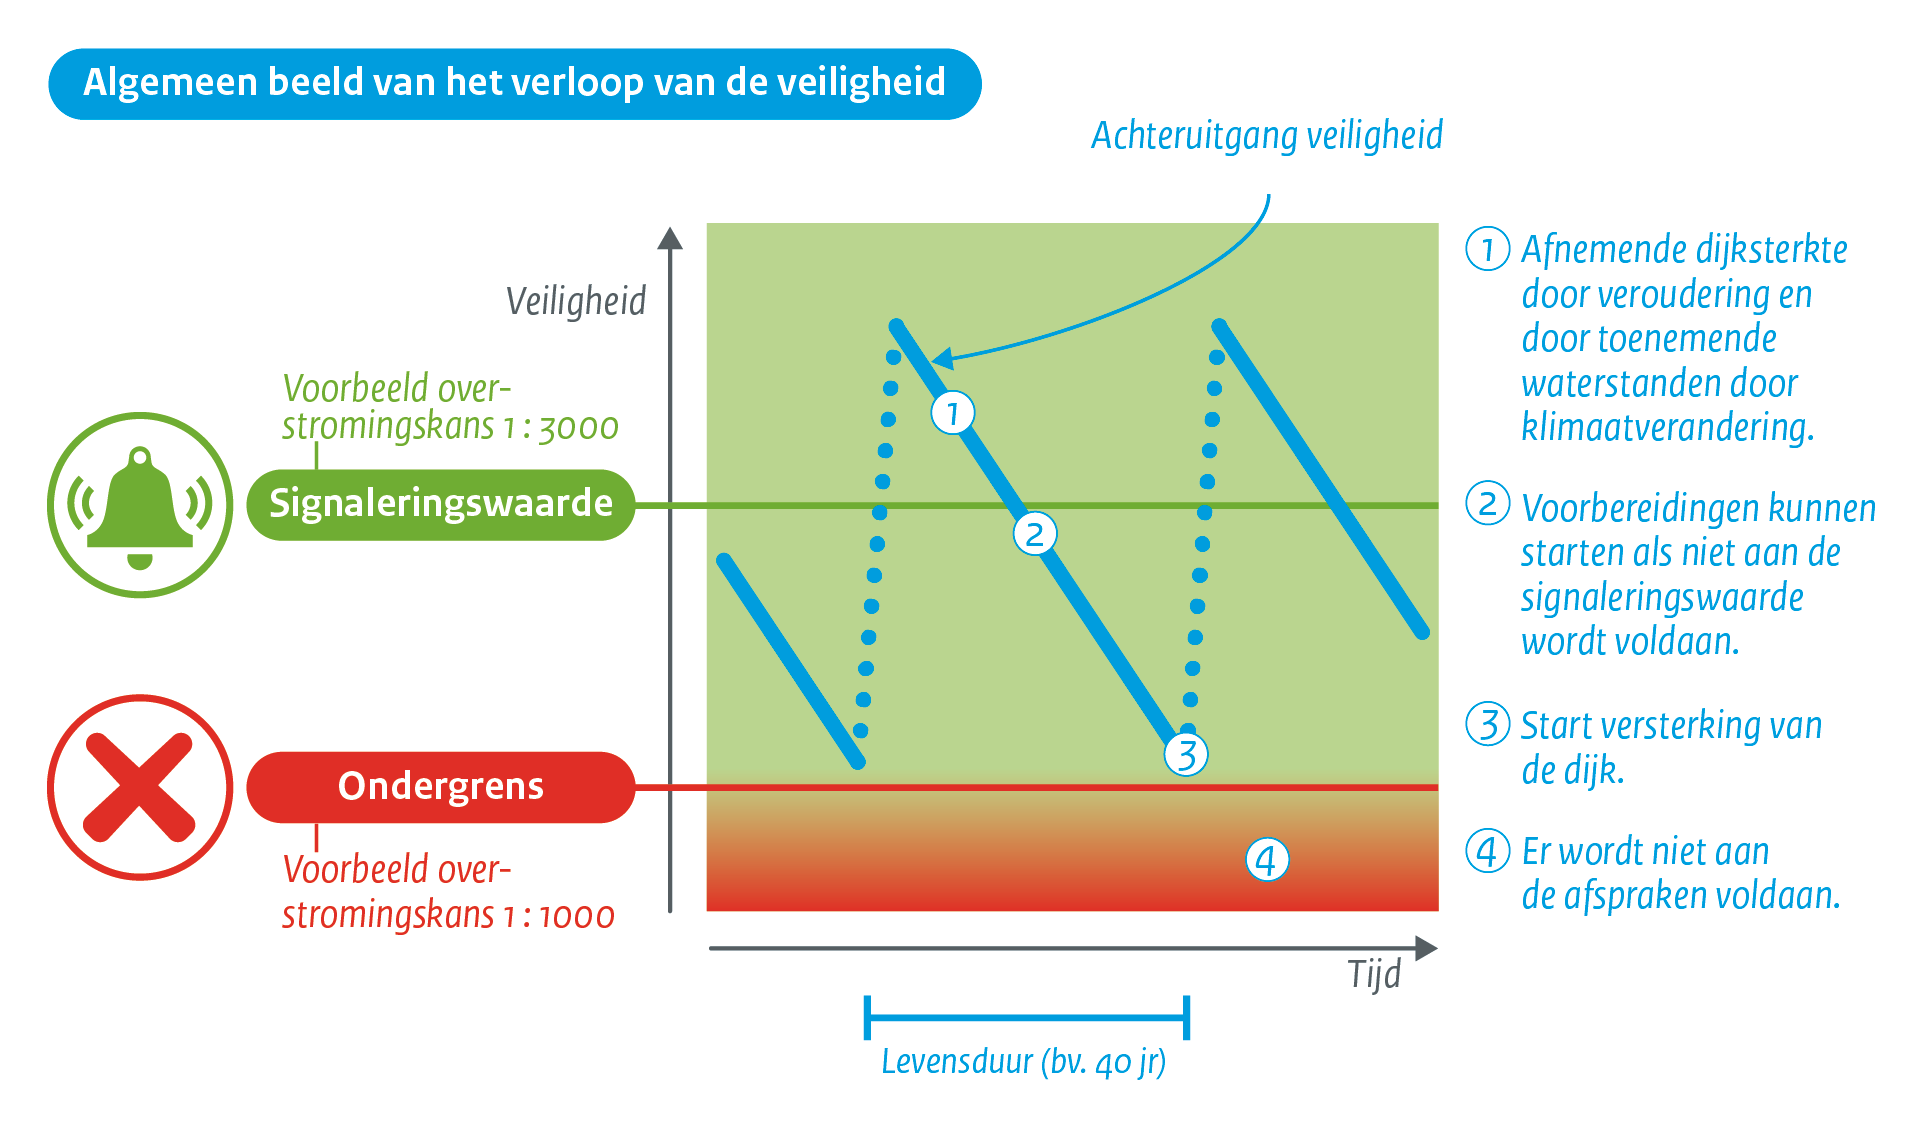 Algemeen beeld van het verloop van de veiligheid
Achteruitgang veiligheid
Veiligheid
Voorbeeld over-
stromingskans 1 : 3000
Signaleringswaarde
Ondergrens
Voorbeeld over-
stromingskans 1 : 1000
1
2
3
4
Tijd
Levensduur (bv. 40 jr)
1 Afnemende dijksterkte
door veroudering en
door toenemende
waterstanden door
klimaatverandering.
2 Voorbereidingen kunnen
starten als niet aan de
signaleringswaarde
wordt voldaan.
3 Start versterking van
de dijk.
4 Er wordt niet aan
de afspraken voldaan.